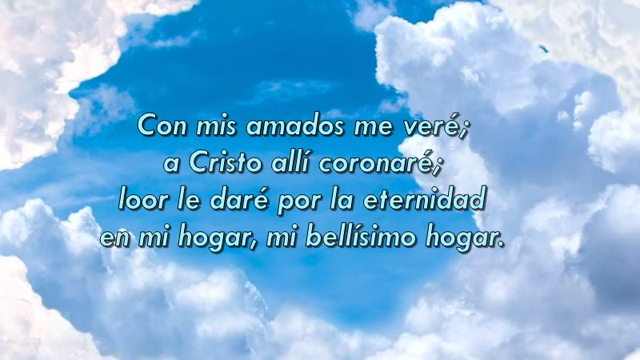 Con mis amados me veré;
a Cristo allí coronaré;
loor le daré por la eternidad
en mi hogar, mi bellísimo hogar.